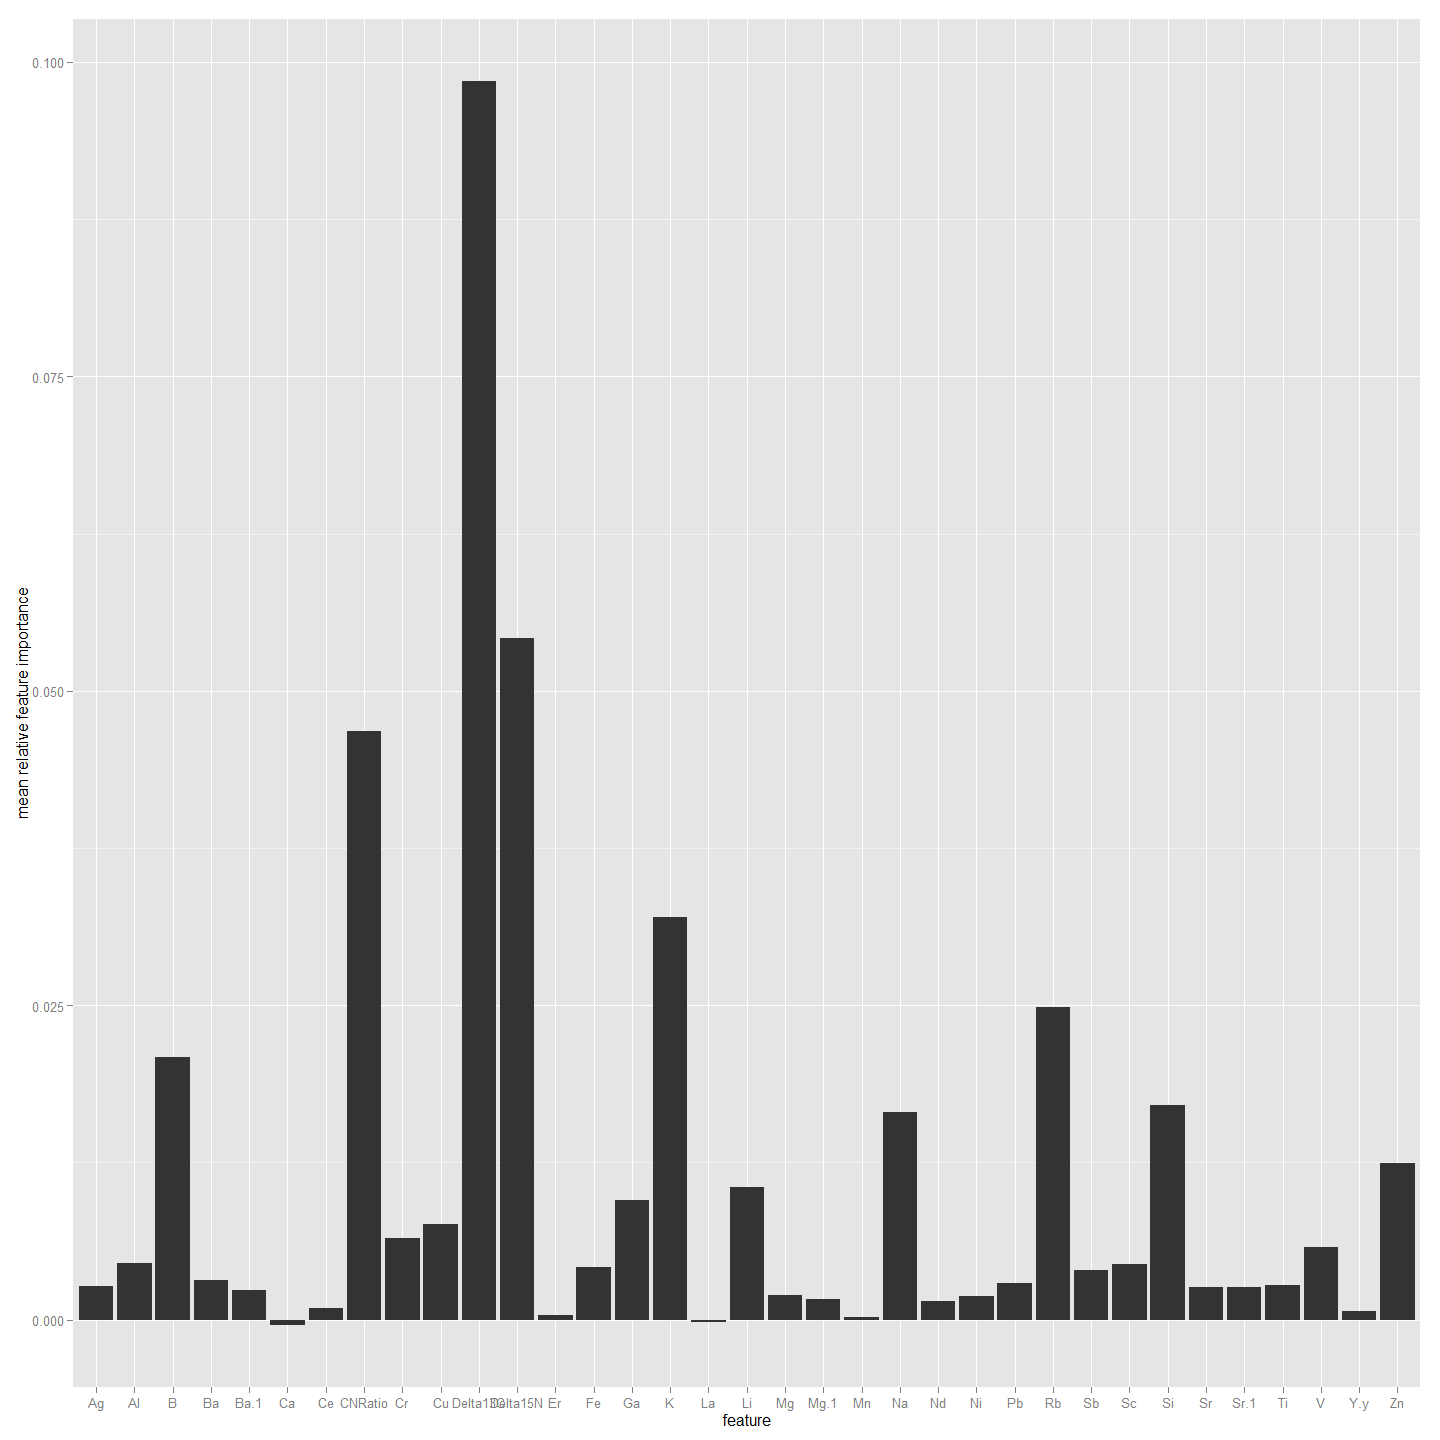 0.100
0.075
0.050
0.025
0.000
mean relative feature importance
Ag Al B Ba Ba.1 Ca Ce CNRatio Cr Cu Delta13C Delta15N Er Fe Ga K La Li Mg Mg.1 Mn Na Nd Ni Pb Rb Sb Sc Si Sr Sr.1 Ti V Y.y Zn
feature